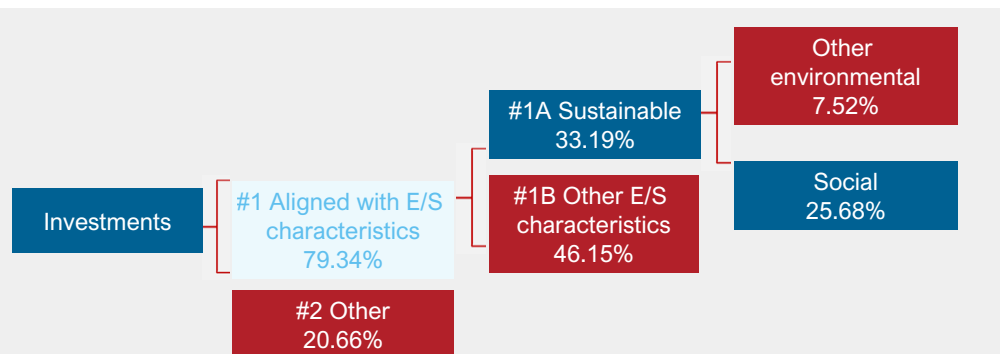 Investments
#1 Aligned with E/S
characteristics
79.34%
#2 Other
20.66%
#1A Sustainable
33.19%
#1B Other E/S
characteristics
46.15%
Other
environmental
7.52%
Social
25.68%